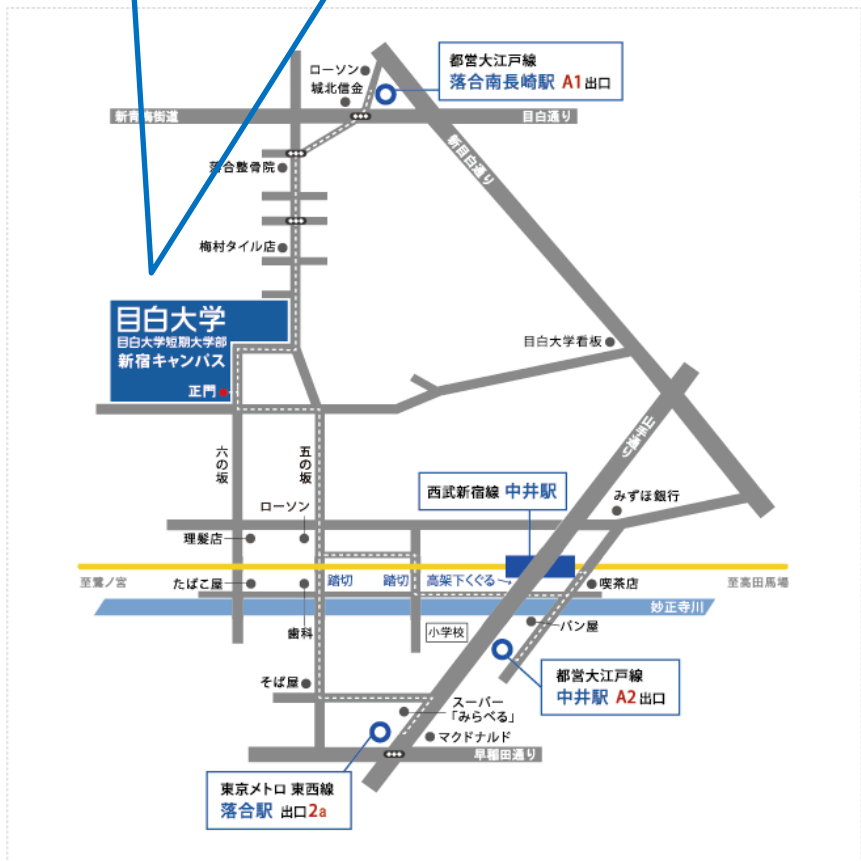 都営大江戸線
落合南長崎駅 A1 出口
ローソン
城北信金
新青梅街道
目白通り
新目白通り
落合整骨院
梅村タイル店
目白大学
目白大学短期大学部
新宿キャンパス
正門
目白大学看板
山手通り
六の坂
五の坂
西武新宿線 中井駅
みずほ銀行
ローソン
理髪店
至鷺ノ宮
たばこ屋
踏切
踏切
高架下くぐる
喫茶店
至高田馬場
妙正寺川
歯科
小学校
パン屋
そば屋
都営大江戸線
中井駅 A2 出口
スーパー
「みらべる」
マクドナルド
早稲田通り
東京メトロ 東西線
落合駅 出口2a